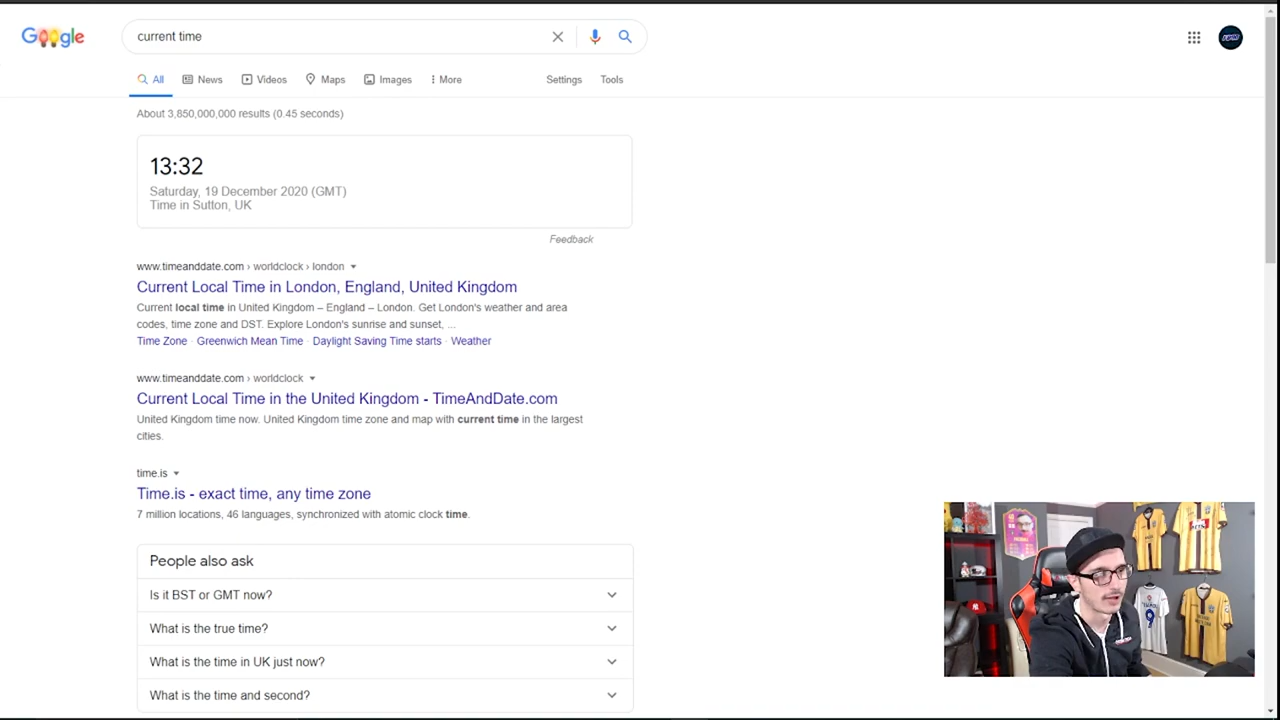 Google
current time
All
News
Videos
Maps
Images
More
Settings
Tools
About 3,850,000,000 results (0.45 seconds)
13:32
Saturday, 19 December 2020 (GMT)
Time in Sutton, UK
Feedback
www.timeanddate.com › worldclock › london
Current Local Time in London, England, United Kingdom
Current local time in United Kingdom – England – London. Get London's weather and area
codes, time zone and DST. Explore London's sunrise and sunset, ...
Time Zone · Greenwich Mean Time · Daylight Saving Time starts · Weather
www.timeanddate.com › worldclock
Current Local Time in the United Kingdom - TimeAndDate.com
United Kingdom time now. United Kingdom time zone and map with current time in the largest
cities.
time.is
Time.is - exact time, any time zone
7 million locations, 46 languages, synchronized with atomic clock time.
People also ask
Is it BST or GMT now?
What is the true time?
What is the time in UK just now?
What is the time and second?
9